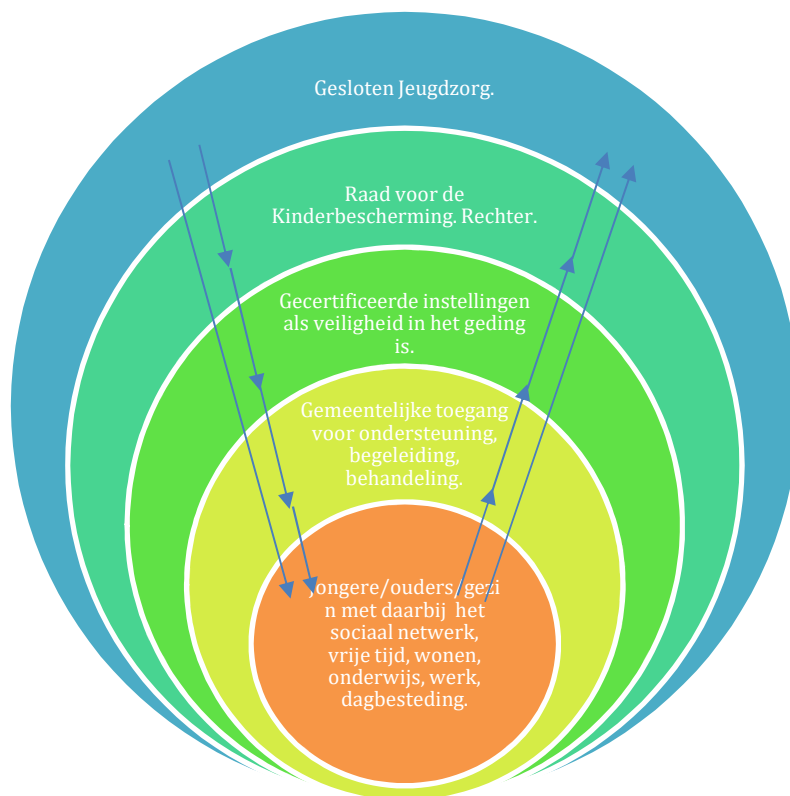 Gesloten Jeugdzorg.
Raad voor de
Kinderbescherming. Rechter.
Gecertificeerde instellingen
als veiligheid in het geding
is.
Gemeentelijke toegang
voor ondersteuning,
begeleiding,
behandeling.
Jongere/ouders/gezi
n met daarbij  het
sociaal netwerk,
vrije tijd, wonen,
onderwijs, werk,
dagbesteding.